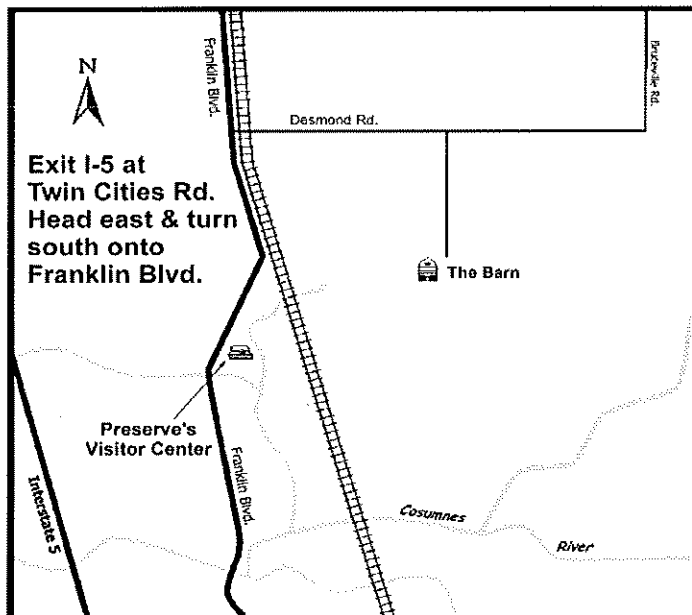 N
Exit I-5 at
Twin Cities Rd.
Head east & turn
south onto
Franklin Blvd.
Franklin Blvd.
Desmond Rd.
Bruceville Rd.
The Barn
Preserve's
Visitor Center
Franklin Blvd.
Interstate 5
Cosumnes
River